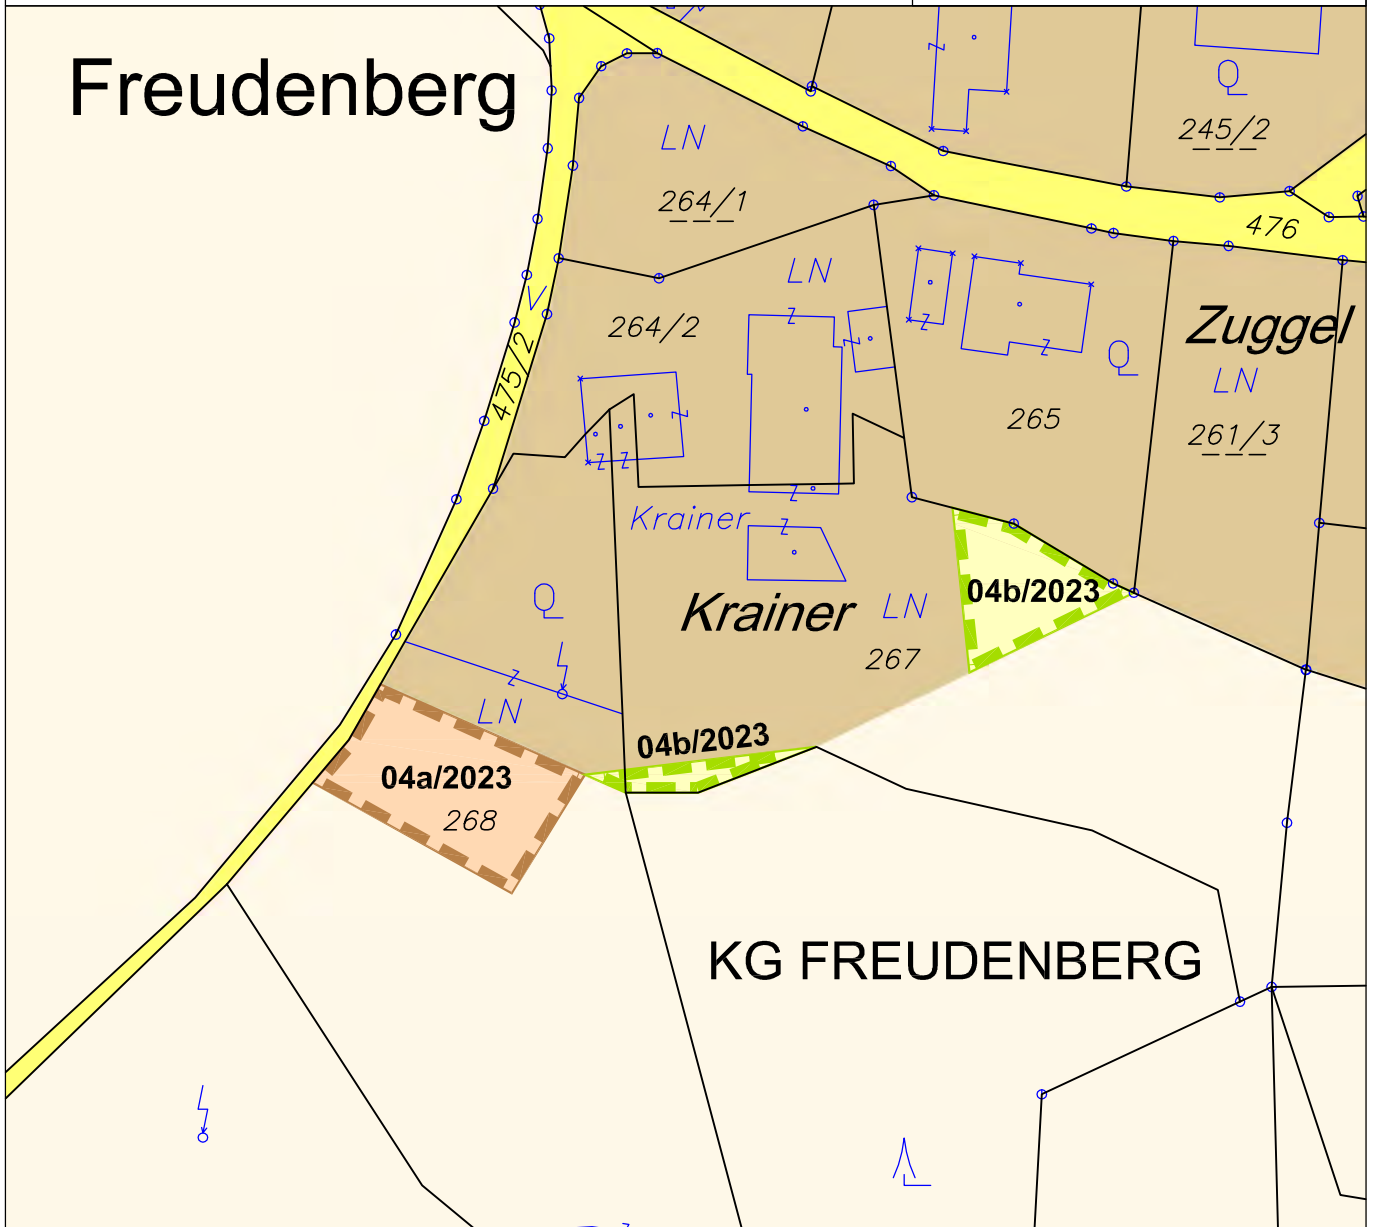 Freudenberg
LN
Q
245/2
264/1
476
LN
264/2
Zuggel
475/2
Q
LN
265
261/3
Krainer
04b/2023
Q
Krainer
LN
267
LN
04b/2023
04a/2023
268
KG FREUDENBERG